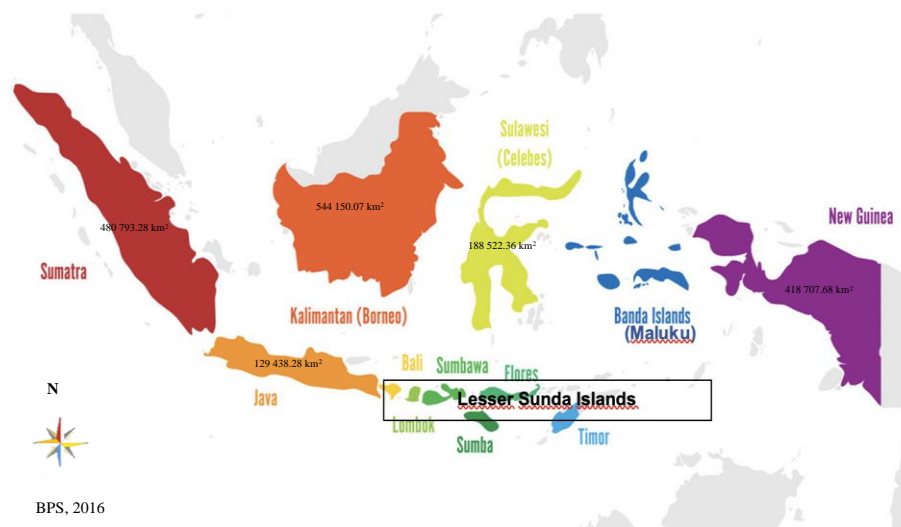 Sulawesi
(Celebes)
544 150.07 km²
New Guinea
480 793.28 km²
188 522.36 km²
Sumatra
418 707.68 km²
Kalimantan (Borneo)
Banda Islands
(Maluku)
129 438.28 km²
Bali
Sumbawa
Flores
N
Java
Lesser Sunda Islands
Lombok
Sumba
Timor
BPS, 2016